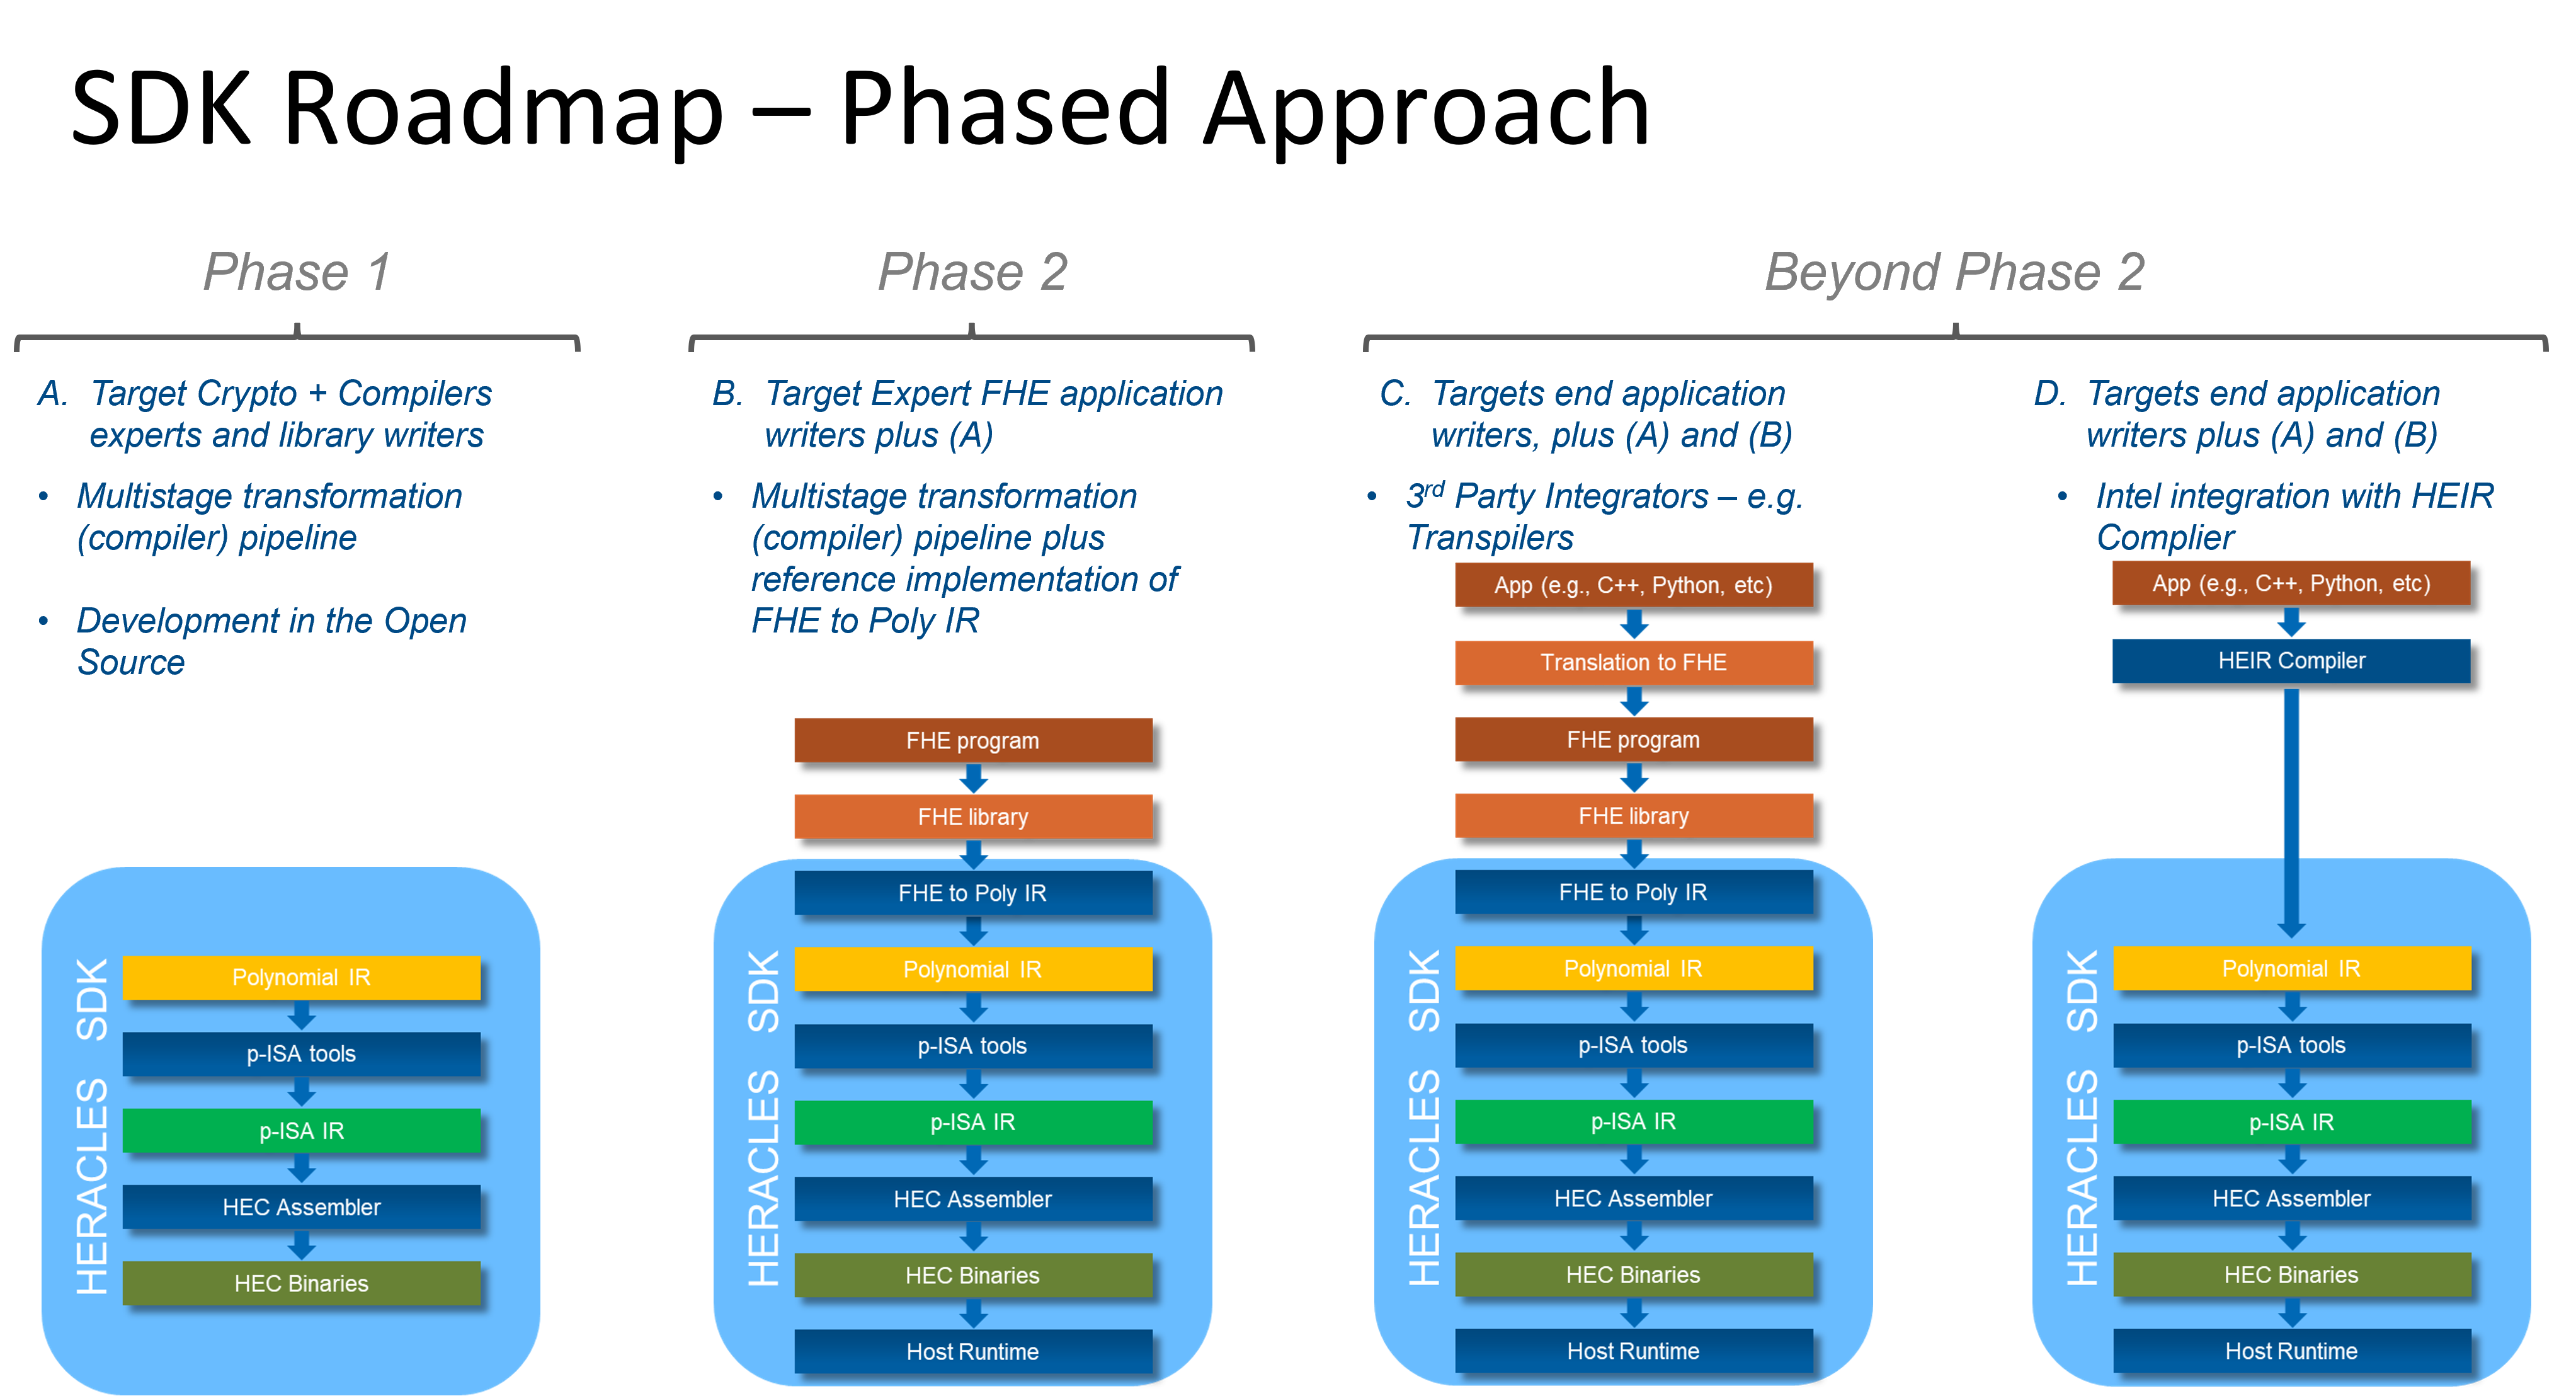 SDK Roadmap – Phased Approach
Phase 1
A. Target Crypto + Compilers
experts and library writers
• Multistage transformation
(compiler) pipeline
• Development in the Open
Source
HERACLES SDK
Polynomial IR
p-ISA tools
p-ISA IR
HEC Assembler
HEC Binaries
Phase 2
B. Target Expert FHE application
writers plus (A)
• Multistage transformation
(compiler) pipeline plus
reference implementation of
FHE to Poly IR
FHE program
FHE library
HERACLES SDK
FHE to Poly IR
Polynomial IR
p-ISA tools
p-ISA IR
HEC Assembler
HEC Binaries
Host Runtime
Beyond Phase 2
C. Targets end application
writers, plus (A) and (B)
• 3rd Party Integrators – e.g.
Transpilers
App (e.g., C++, Python, etc)
Translation to FHE
FHE program
FHE library
HERACLES SDK
FHE to Poly IR
Polynomial IR
p-ISA tools
p-ISA IR
HEC Assembler
HEC Binaries
Host Runtime
D. Targets end application
writers plus (A) and (B)
• Intel integration with HEIR
Complier
App (e.g., C++, Python, etc)
HEIR Compiler
HERACLES SDK
Polynomial IR
p-ISA tools
p-ISA IR
HEC Assembler
HEC Binaries
Host Runtime